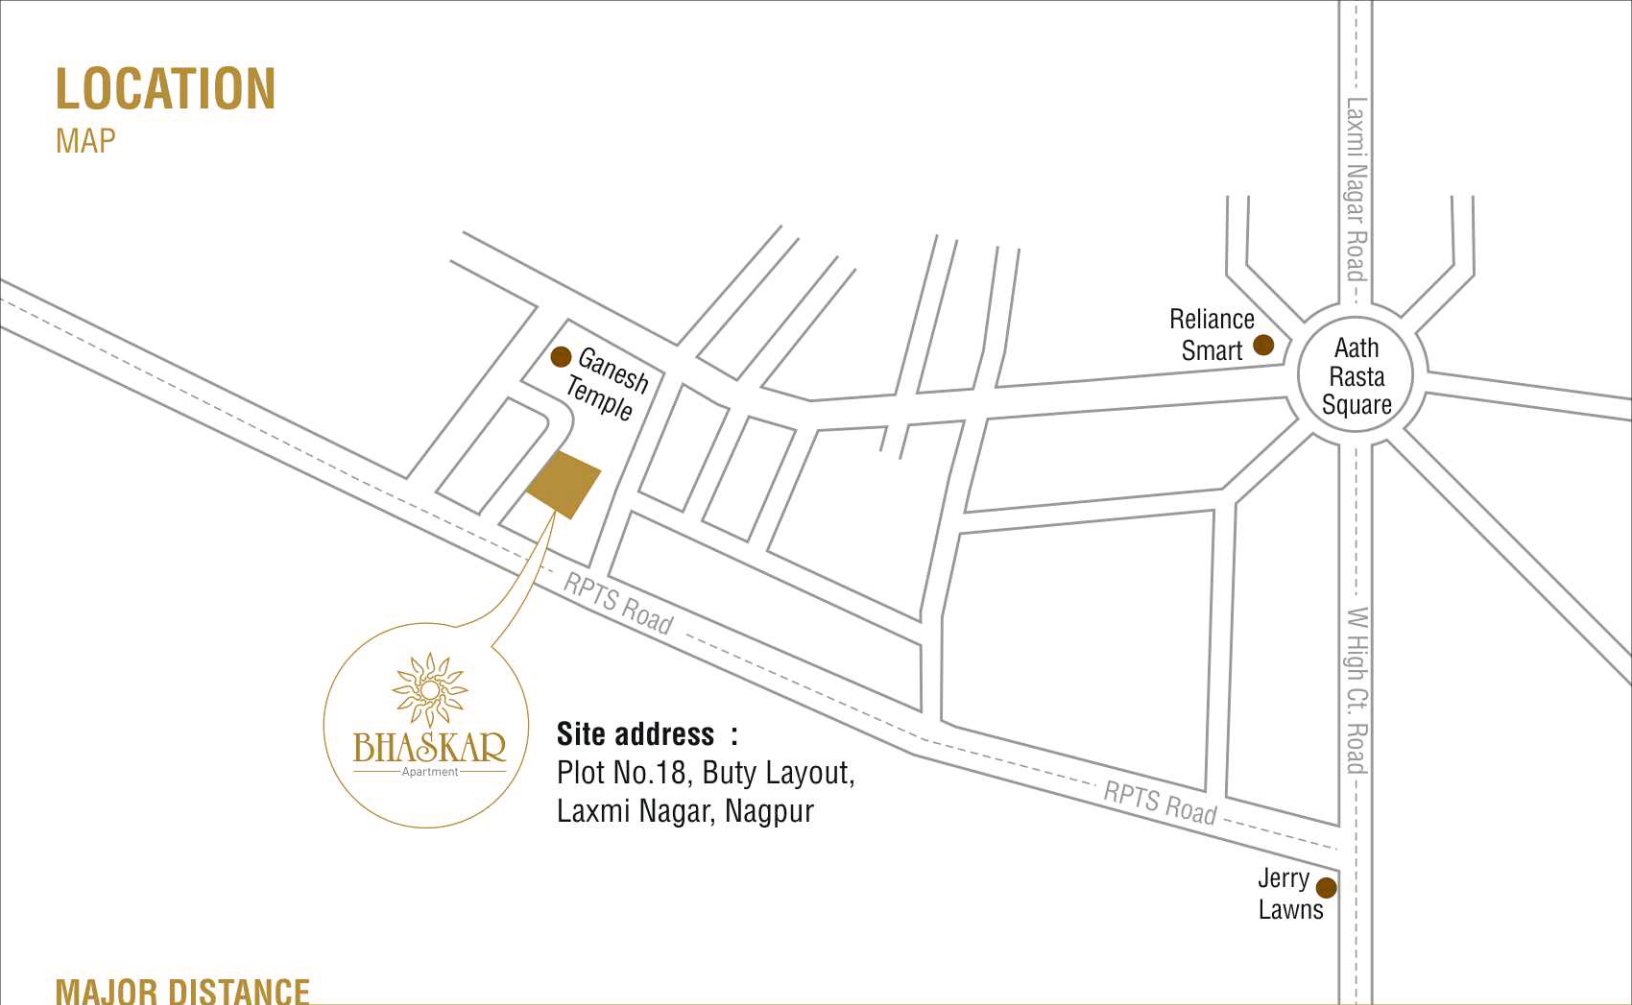 LOCATION
MAP
Laxmi Nagar Road
Reliance
Smart
Aath
Rasta
Square
Ganesh
Temple
RPTS Road
W High Ct. Road
BHASKAR
Apartment
Site address :
Plot No.18, Buty Layout,
Laxmi Nagar, Nagpur
RPTS Road
Jerry
Lawns
MAJOR DISTANCE